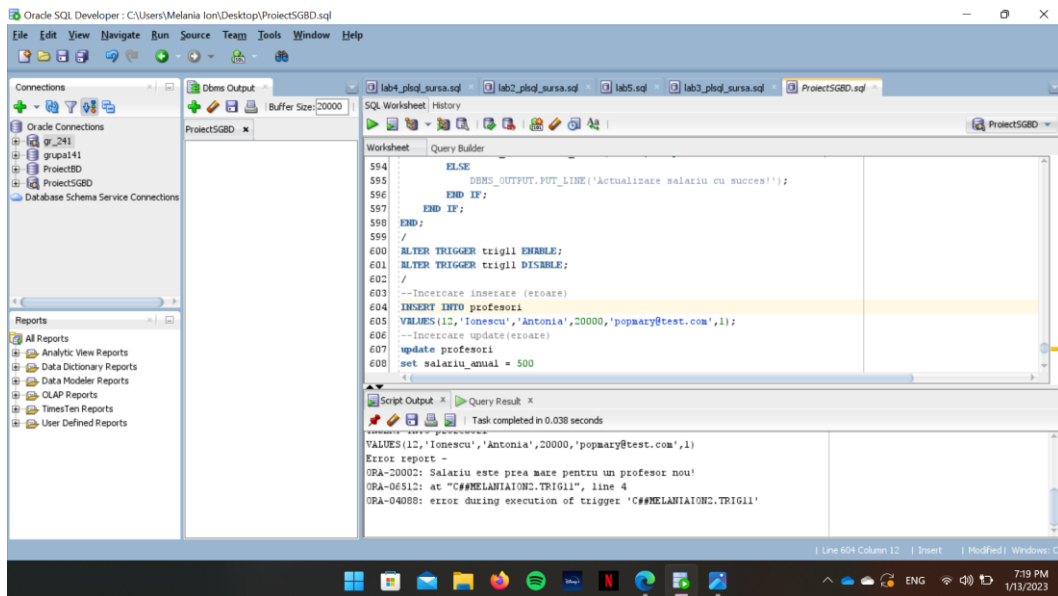 Oracle SQL Developer : C:\Users\Melania Ion\Desktop\ProiectSGBD.sql
File Edit View Navigate Run Source Team Tools Window Help
Connections
Oracle Connections
gr_241
grupa141
ProiectBD
ProiectSGBD
Database Schema Service Connections
Reports
All Reports
Analytic View Reports
Data Dictionary Reports
Data Modeler Reports
OLAP Reports
TimesTen Reports
User Defined Reports
Dbms Output
Buffer Size: 20000
ProiectSGBD
lab4_plsql_sursa.sql lab2_plsql_sursa.sql lab5.sql lab3_plsql_sursa.sql ProiectSGBD.sql
SQL Worksheet History
ProiectSGBD
Worksheet Query Builder
594 ELSE
595 DBMS_OUTPUT.PUT_LINE('Actualizare salariu cu succes!');
596 END IF;
597 END IF;
598 END;
599 /
600 ALTER TRIGGER trig11 ENABLE;
601 ALTER TRIGGER trig11 DISABLE;
602 /
603 --Incercare inserare (eroare)
604 INSERT INTO profesori
605 VALUES(12,'Ionescu','Antonia',20000,'popmary@test.com',1);
606 --Incercare update(eroare)
607 update profesori
608 set salariu_anual = 500
Script Output Query Result
Task completed in 0.038 seconds
VALUES(12,'Ionescu','Antonia',20000,'popmary@test.com',1)
Error report -
ORA-20002: Salariu este prea mare pentru un profesor nou!
ORA-06512: at "C##MELANIAION2.TRIG11", line 4
ORA-04088: error during execution of trigger 'C##MELANIAION2.TRIG11'
Line 604 Column 12 Insert Modified Windows: C
ENG
7:19 PM
1/13/2023